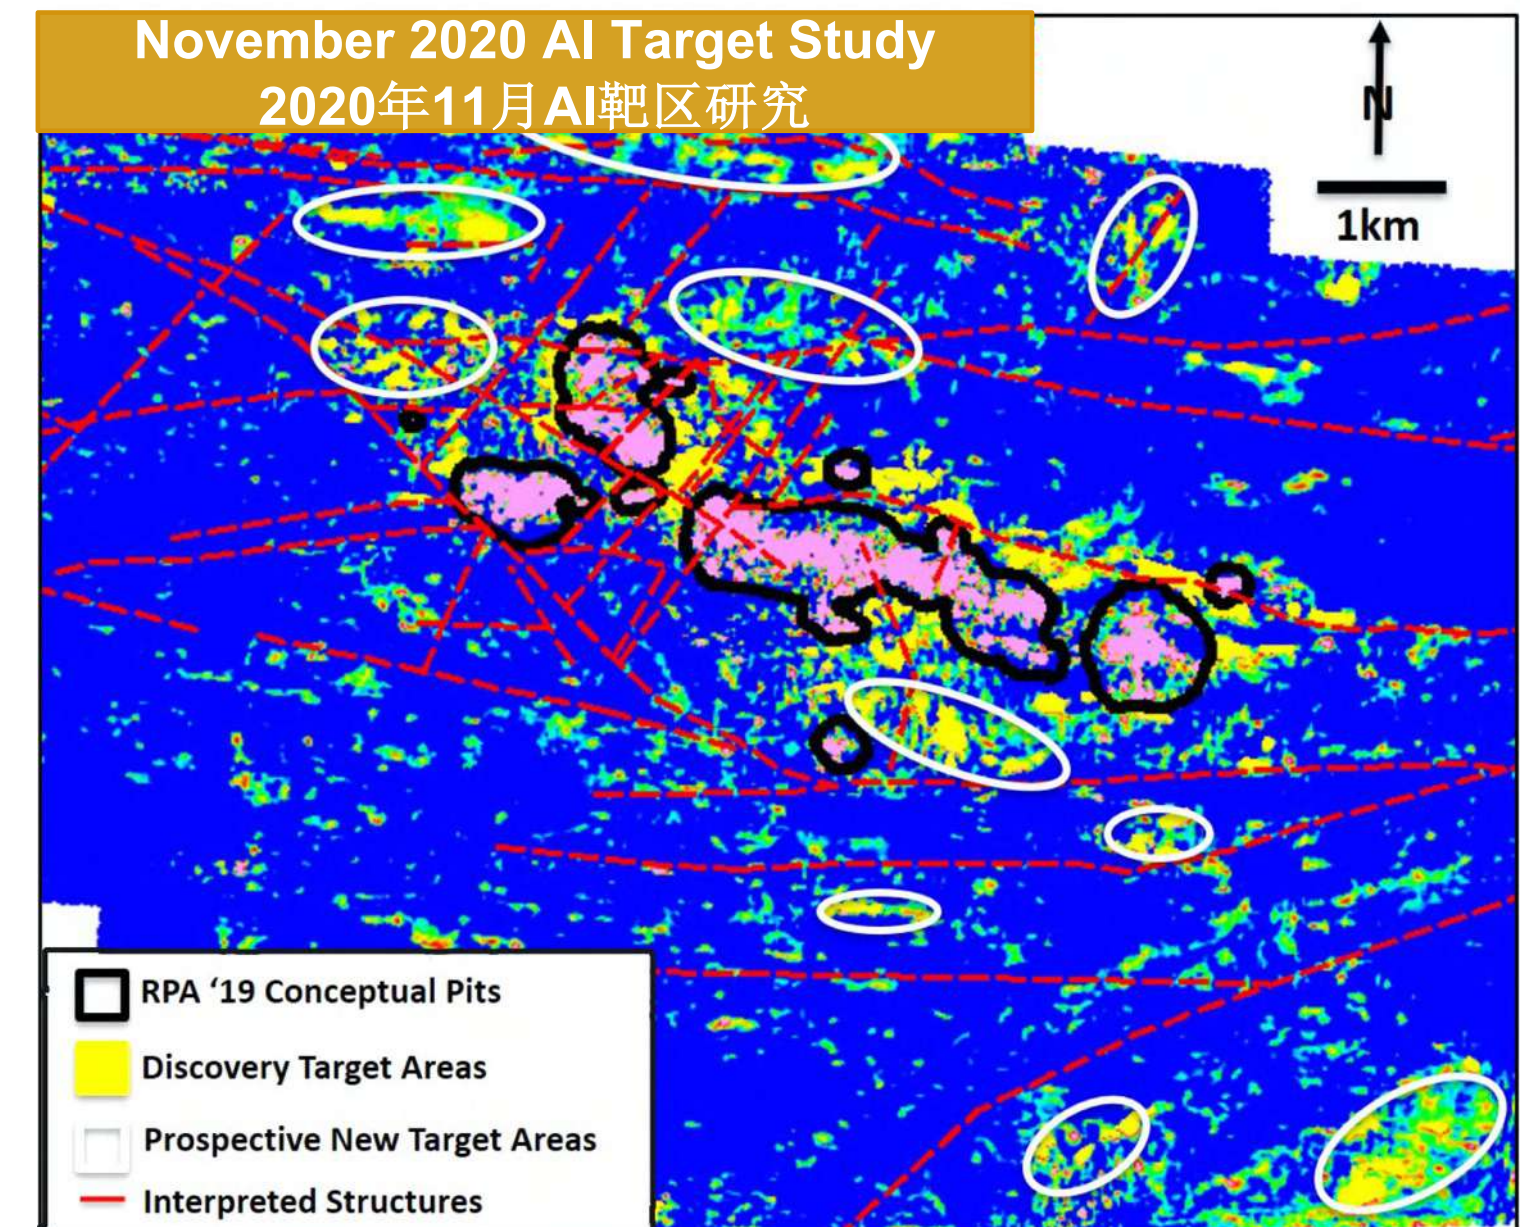 November 2020 AI Target Study
2020年11月AI靶区研究
N
1km
RPA ‘19 Conceptual Pits
Discovery Target Areas
Prospective New Target Areas
Interpreted Structures